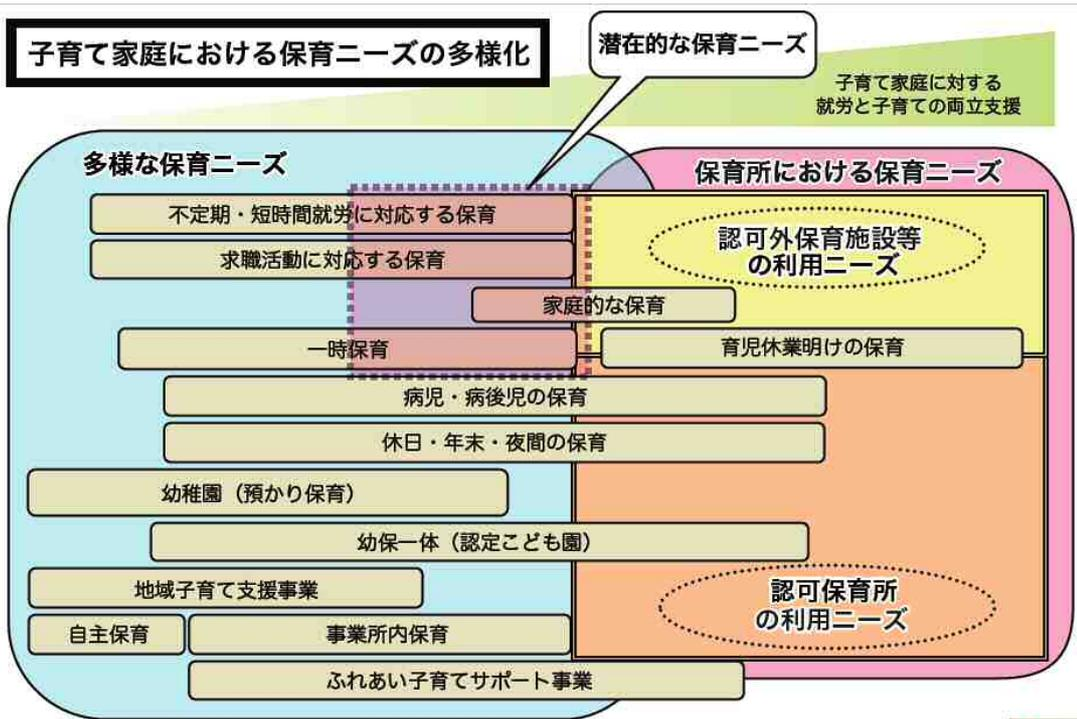 子育て家庭における保育ニーズの多様化
潜在的な保育ニーズ
子育て家庭に対する
就労と子育ての両立支援
多様な保育ニーズ
保育所における保育ニーズ
不定期・短時間就労に対応する保育
認可外保育施設等
の利用ニーズ
求職活動に対応する保育
家庭的な保育
一時保育
育児休業明けの保育
病児・病後児の保育
休日・年末・夜間の保育
幼稚園（預かり保育）
幼保一体（認定こども園）
地域子育て支援事業
認可保育所
の利用ニーズ
自主保育
事業所内保育
ふれあい子育てサポート事業